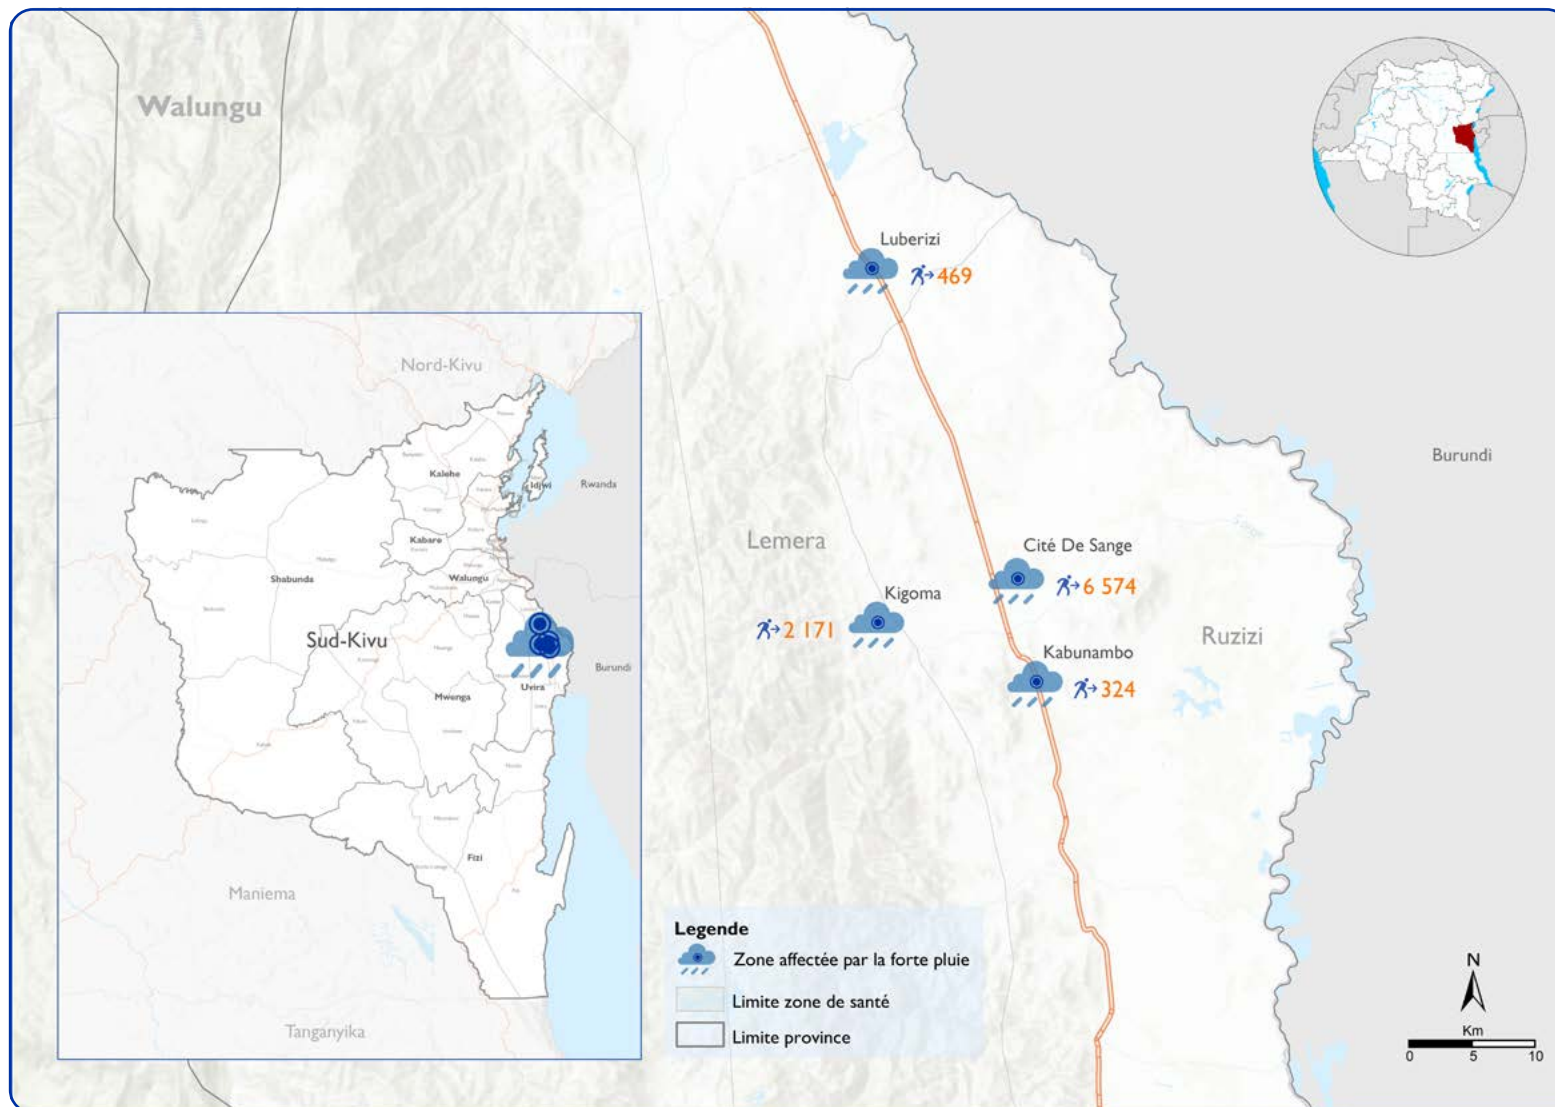 Walungu
Luberizi
469
Burundi
Cité De Sange
6 574
Lemera
Kigoma
2 171
Kabunambo
324
Ruzizi
Nord-Kivu
Kalehe
Idjwi
Rwanda
Kabare
Walungu
Shabunda
Sud-Kivu
Burundi
Uvira
Mwenga
Fizi
Maniema
Tanganyika
Legende
Zone affectée par la forte pluie
Limite zone de santé
Limite province
N
Km
0 5 10